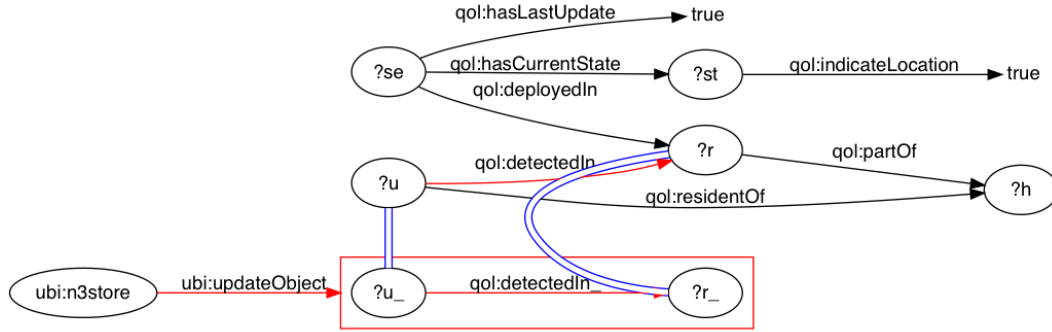 qol:hasLastUpdate
true
?se
qol:hasCurrentState
?st
qol:indicateLocation
true
qol:deployedIn
?r
qol:partOf
?h
qol:detectedIn
?u
qol:residentOf
ubi:n3store
ubi:updateObject
?u_
qol:detectedIn_
?r_